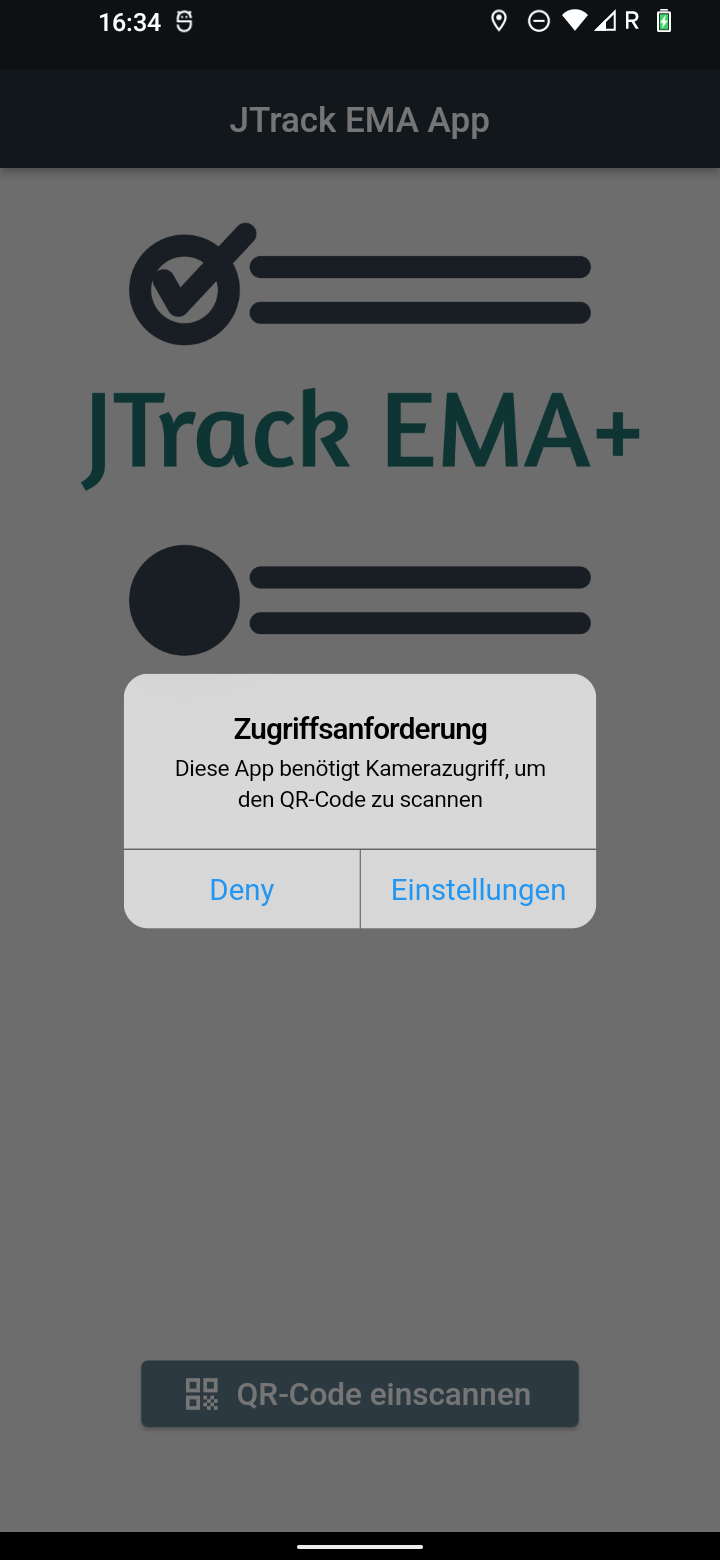 16:34
R
JTrack EMA App
JTrack EMA+
Zugriffsanforderung
Diese App benötigt Kamerazugriff, um
den QR-Code zu scannen
Deny
Einstellungen
QR-Code einscannen